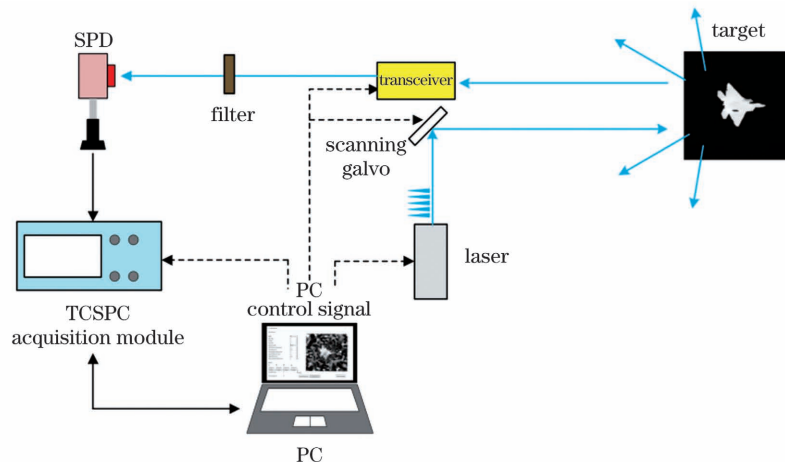 SPD
target
transceiver
filter
scanning
galvo
laser
PC
control signal
TCSPC
acquisition module
PC